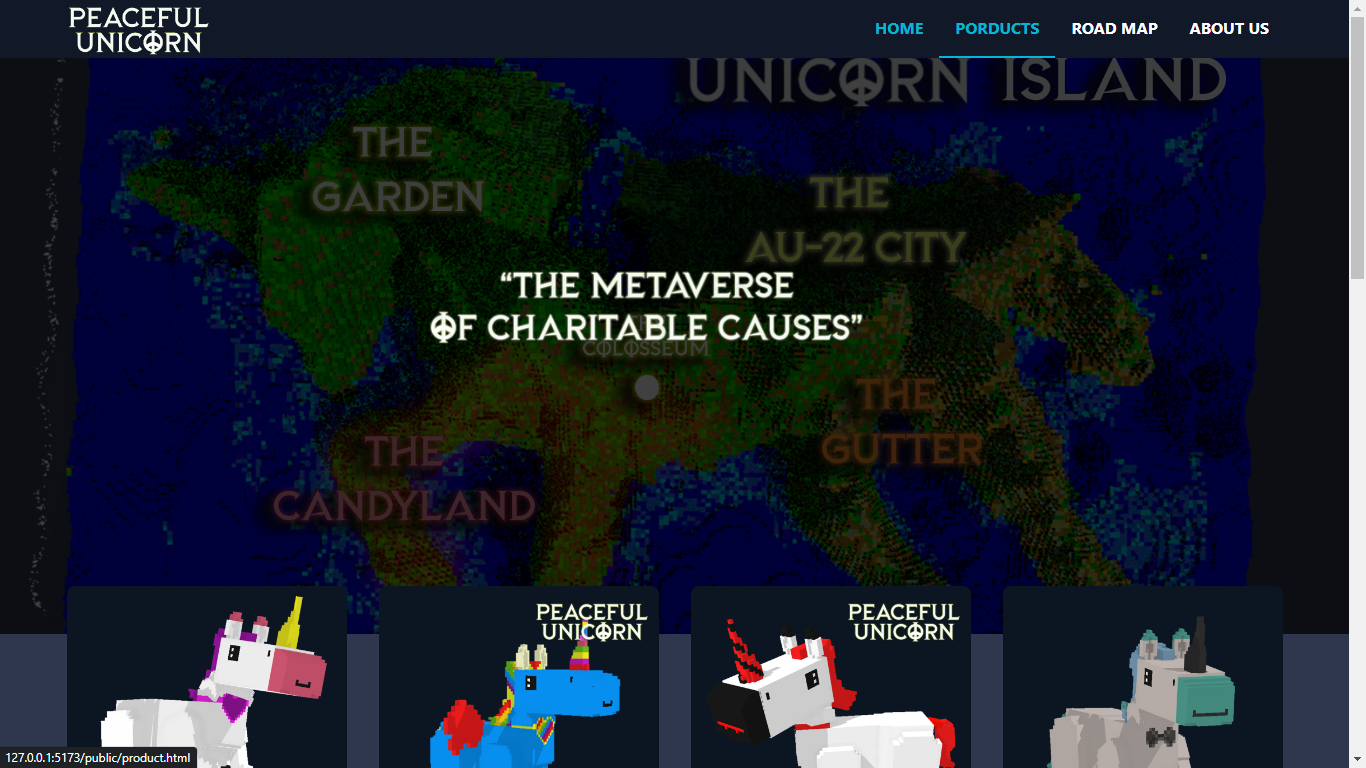 PEACEFUL
UNICORN
HOME
PORDUCTS
ROAD MAP
ABOUT US
UNICORN ISLAND
THE
GARDEN
THE
AU-22 CITY
“THE METAVERSE
OF CHARITABLE CAUSES”
COLOSSEUM
THE
GUTTER
THE
CANDYLAND
PEACEFUL
UNICORN
PEACEFUL
UNICORN
127.0.0.1:5173/public/product.html